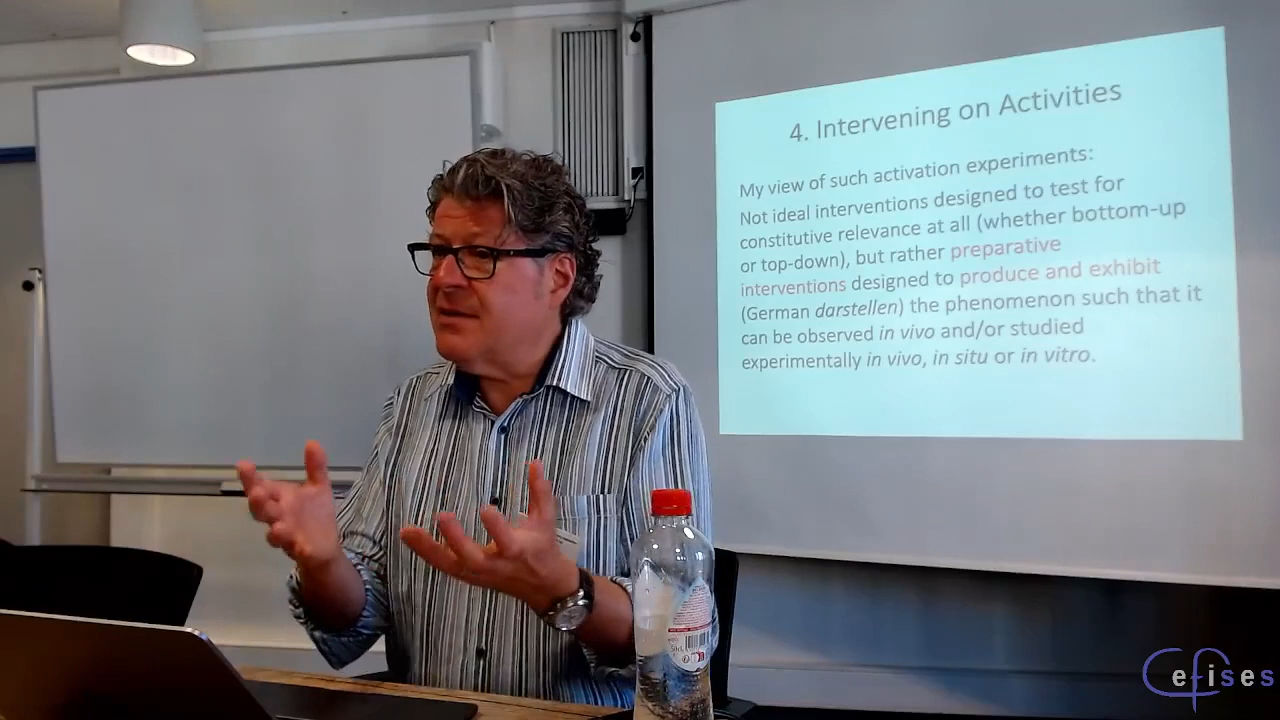 4. Intervening on Activities
My view of such activation experiments:
Not ideal interventions designed to test for
constitutive relevance at all (whether bottom-up
or top-down), but rather preparative
interventions designed to produce and exhibit
(German darstellen) the phenomenon such that it
can be observed in vivo and/or studied
experimentally in vivo, in situ or in vitro.
Cefises